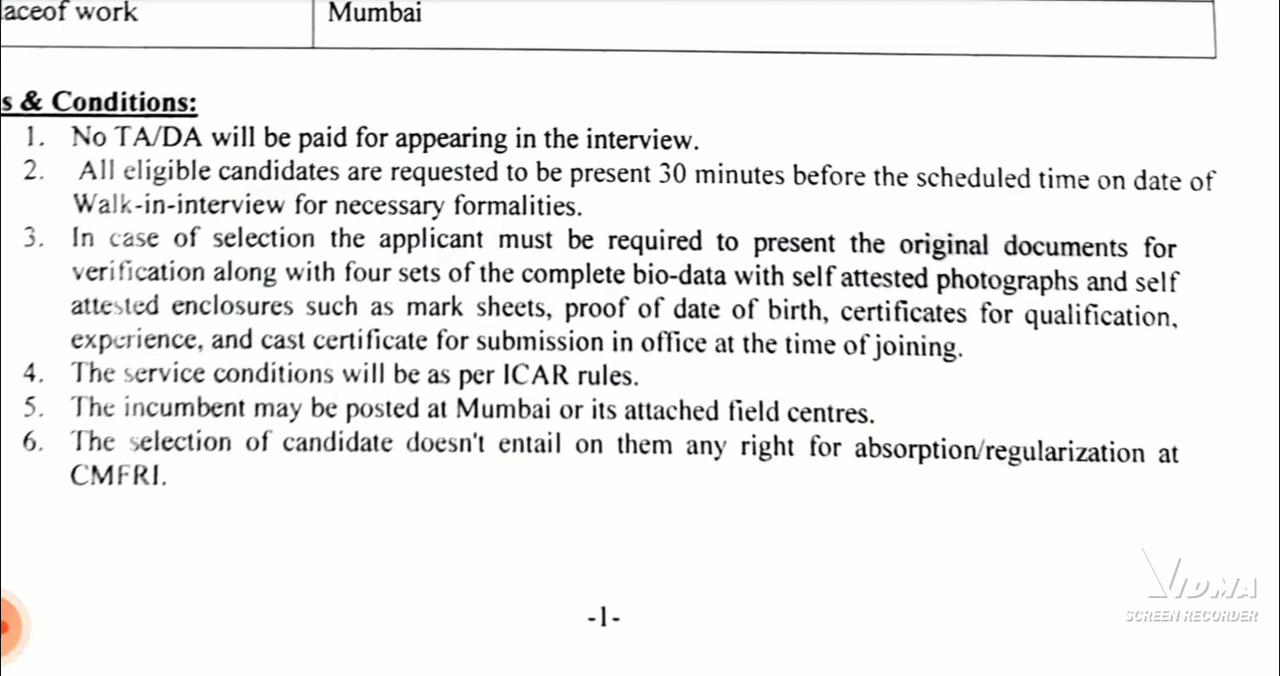 laceof work Mumbai
s & Conditions:
1. No TA/DA will be paid for appearing in the interview.
2. All eligible candidates are requested to be present 30 minutes before the scheduled time on date of
Walk-in-interview for necessary formalities.
3. In case of selection the applicant must be required to present the original documents for
verification along with four sets of the complete bio-data with self attested photographs and self
attested enclosures such as mark sheets, proof of date of birth, certificates for qualification,
experience, and cast certificate for submission in office at the time of joining.
4. The service conditions will be as per ICAR rules.
5. The incumbent may be posted at Mumbai or its attached field centres.
6. The selection of candidate doesn't entail on them any right for absorption/regularization at
CMFRI.
-1-
VIDMA
SCREEN RECORDER